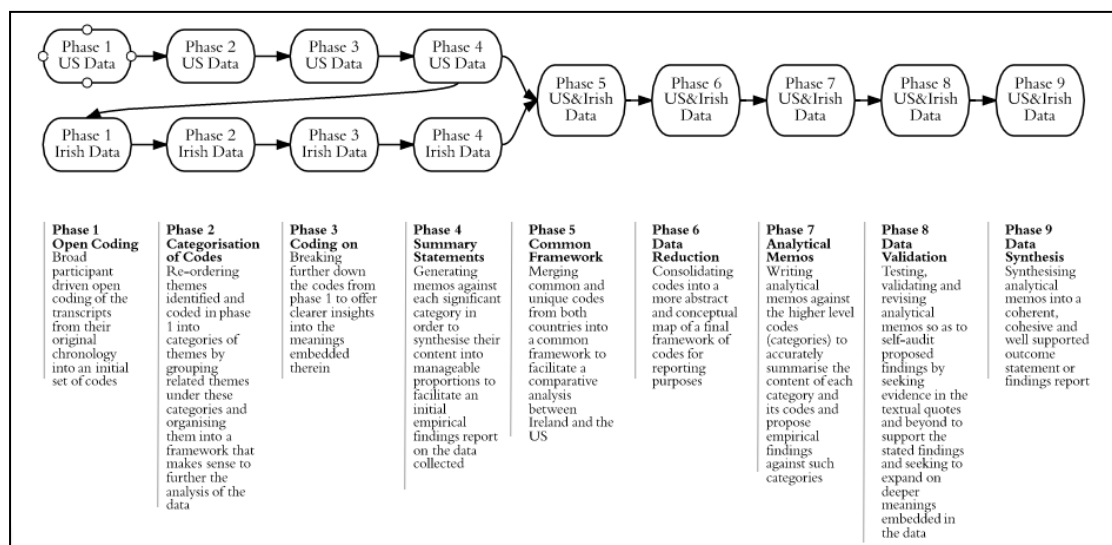 Phase 1
US Data
Phase 2
US Data
Phase 3
US Data
Phase 4
US Data
Phase 5
US&Irish
Data
Phase 6
US&Irish
Data
Phase 7
US&Irish
Data
Phase 8
US&Irish
Data
Phase 9
US&Irish
Data
Phase 1
Irish Data
Phase 2
Irish Data
Phase 3
Irish Data
Phase 4
Irish Data
Phase 1
Open Coding
Broad
participant
driven open
coding of the
transcripts
from their
original
chronology
into an initial
set of codes
Phase 2
Categorisation
of Codes
Re-ordering
themes
identified and
coded in phase
1 into
categories of
themes by
grouping
related themes
under these
categories and
organising
them into a
framework that
makes sense to
further the
analysis of the
data
Phase 3
Coding on
Breaking
further down
the codes from
phase 1 to offer
clearer insights
into the
meanings
embedded
therein
Phase 4
Summary
Statements
Generating
memos against
each significant
category in
order to
synthesise their
content into
manageable
proportions to
facilitate an
initial
empirical
findings report
on the data
collected
Phase 5
Common
Framework
Merging
common and
unique codes
from both
countries into
a common
framework to
facilitate a
comparative
analysis
between
Ireland and the
US
Phase 6
Data
Reduction
Consolidating
codes into a
more abstract
and conceptual
map of a final
framework of
codes for
reporting
purposes
Phase 7
Analytical
Memos
Writing
analytical
memos against
the higher level
codes
(categories) to
accurately
summarise the
content of each
category and
its codes and
propose
empirical
findings
against such
categories
Phase 8
Data
Validation
Testing,
validating and
revising
analytical
memos so as to
self-audit
proposed
findings by
seeking
evidence in the
textual quotes
and beyond to
support the
stated findings
and seeking to
expand on
deeper
meanings
embedded in
the data
Phase 9
Data
Synthesis
Synthesising
analytical
memos into a
coherent,
cohesive and
well supported
outcome
statement or
findings report